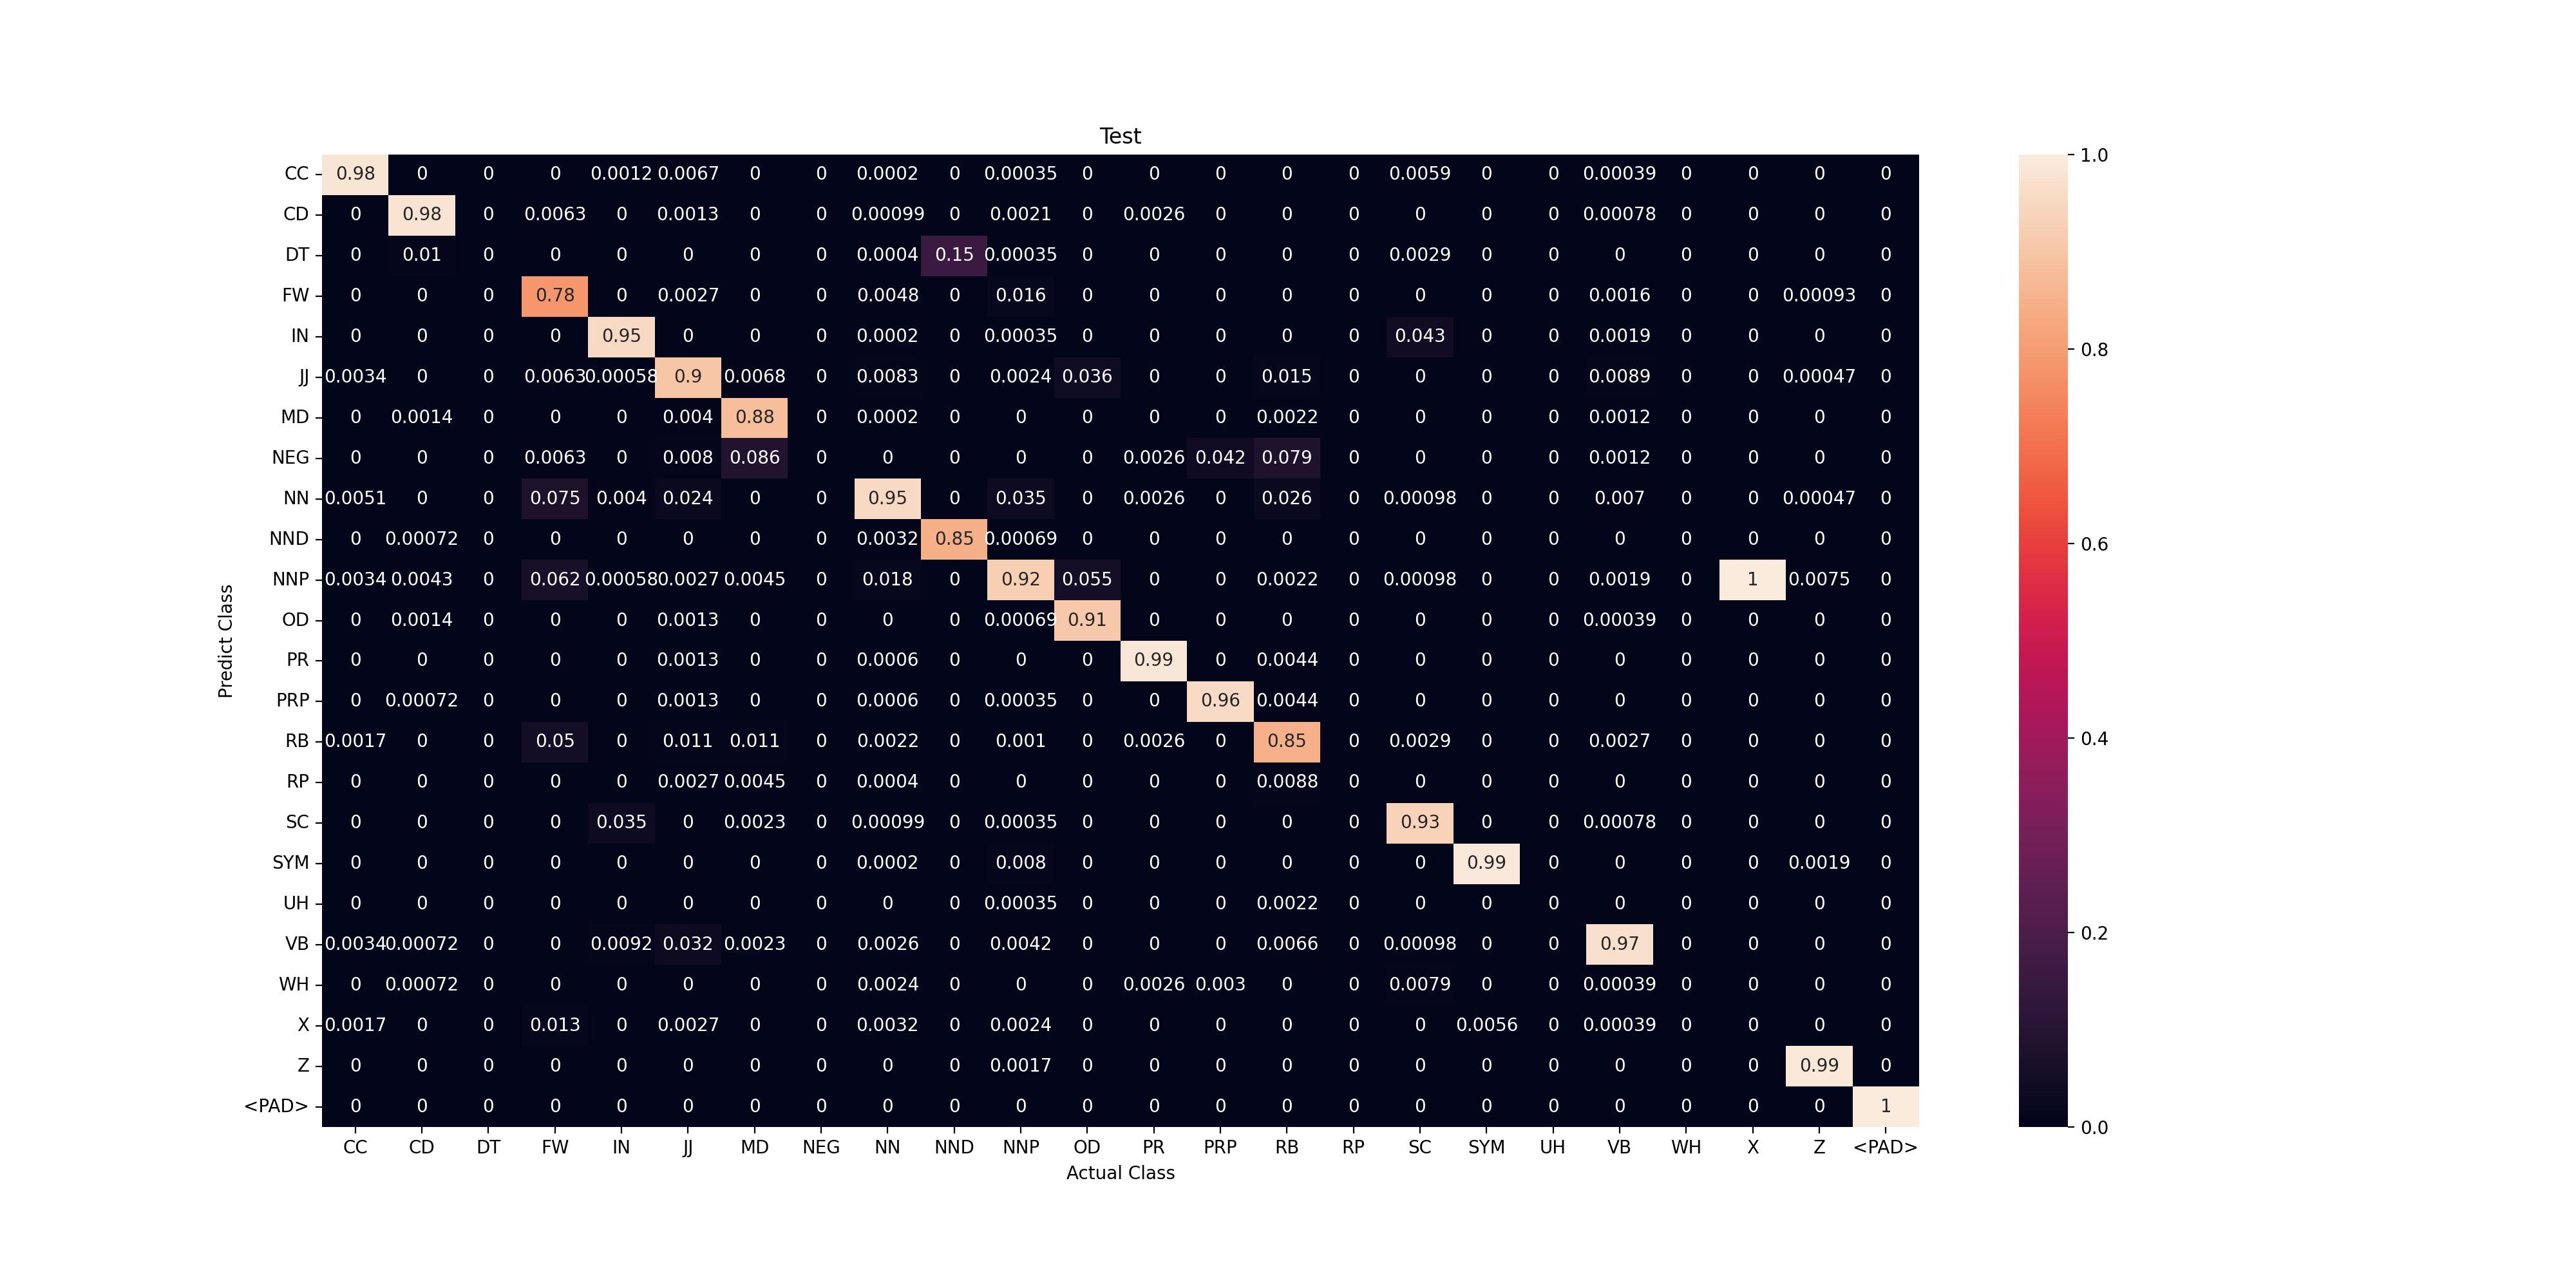 Test
CC 0.98 0 0 0 0.0012 0.0067 0 0 0.0002 0 0.00035 0 0 0 0 0 0.0059 0 0 0.00039 0 0 0 0
CD 0 0.98 0 0.0063 0 0.0013 0 0 0.00099 0 0.0021 0 0.0026 0 0 0 0 0 0 0.00078 0 0 0 0
DT 0 0.01 0 0 0 0 0 0 0.0004 0.15 0.00035 0 0 0 0 0 0.0029 0 0 0 0 0 0 0
FW 0 0 0 0.78 0 0.0027 0 0 0.0048 0 0.016 0 0 0 0 0 0 0 0 0.0016 0 0 0.00093 0
IN 0 0 0 0 0.95 0 0 0 0.0002 0 0.00035 0 0 0 0 0 0.043 0 0 0.0019 0 0 0 0
JJ 0.0034 0 0 0.0063 0.00058 0.9 0.0068 0 0.0083 0 0.0024 0.036 0 0 0.015 0 0 0 0 0.0089 0 0 0.00047 0
MD 0 0.0014 0 0 0 0.004 0.88 0 0.0002 0 0 0 0 0 0.0022 0 0 0 0 0.0012 0 0 0 0
NEG 0 0 0 0.0063 0 0.008 0.086 0 0 0 0 0 0.0026 0.042 0.079 0 0 0 0 0.0012 0 0 0 0
NN 0.0051 0 0 0.075 0.004 0.024 0 0 0.95 0 0.035 0 0.0026 0 0.026 0 0.00098 0 0 0.007 0 0 0.00047 0
NND 0 0.00072 0 0 0 0 0 0 0.0032 0.85 0.00069 0 0 0 0 0 0 0 0 0 0 0 0 0
NNP 0.0034 0.0043 0 0.062 0.00058 0.0027 0.0045 0 0.018 0 0.92 0.055 0 0 0.0022 0 0.00098 0 0 0.0019 0 1 0.0075 0
OD 0 0.0014 0 0 0 0.0013 0 0 0 0 0.00069 0.91 0 0 0 0 0 0 0 0.00039 0 0 0 0
PR 0 0 0 0 0 0.0013 0 0 0.0006 0 0 0 0.99 0 0.0044 0 0 0 0 0 0 0 0 0
PRP 0 0.00072 0 0 0 0.0013 0 0 0.0006 0 0.00035 0 0 0.96 0.0044 0 0 0 0 0 0 0 0 0
RB 0.0017 0 0 0.05 0 0.011 0.011 0 0.0022 0 0.001 0 0.0026 0 0.85 0 0.0029 0 0 0.0027 0 0 0 0
RP 0 0 0 0 0 0.0027 0.0045 0 0.0004 0 0 0 0 0 0.0088 0 0 0 0 0 0 0 0 0
SC 0 0 0 0 0.035 0 0.0023 0 0.00099 0 0.00035 0 0 0 0 0 0.93 0 0 0.00078 0 0 0 0
SYM 0 0 0 0 0 0 0 0 0.0002 0 0.008 0 0 0 0 0 0 0.99 0 0 0 0 0.0019 0
UH 0 0 0 0 0 0 0 0 0 0 0.00035 0 0 0 0.0022 0 0 0 0 0 0 0 0 0
VB 0.0034 0.00072 0 0 0.0092 0.032 0.0023 0 0.0026 0 0.0042 0 0 0 0.0066 0 0.00098 0 0 0.97 0 0 0 0
WH 0 0.00072 0 0 0 0 0 0 0.0024 0 0 0 0.0026 0.003 0 0 0.0079 0 0 0.00039 0 0 0 0
X 0.0017 0 0 0.013 0 0.0027 0 0 0.0032 0 0.0024 0 0 0 0 0 0 0.0056 0 0.00039 0 0 0 0
Z 0 0 0 0 0 0 0 0 0 0 0.0017 0 0 0 0 0 0 0 0 0 0 0 0.99 0
<PAD> 0 0 0 0 0 0 0 0 0 0 0 0 0 0 0 0 0 0 0 0 0 0 0 1
CC CD DT FW IN JJ MD NEG NN NND NNP OD PR PRP RB RP SC SYM UH VB WH X Z <PAD>
Actual Class
Predict Class
1.0
0.8
0.6
0.4
0.2
0.0